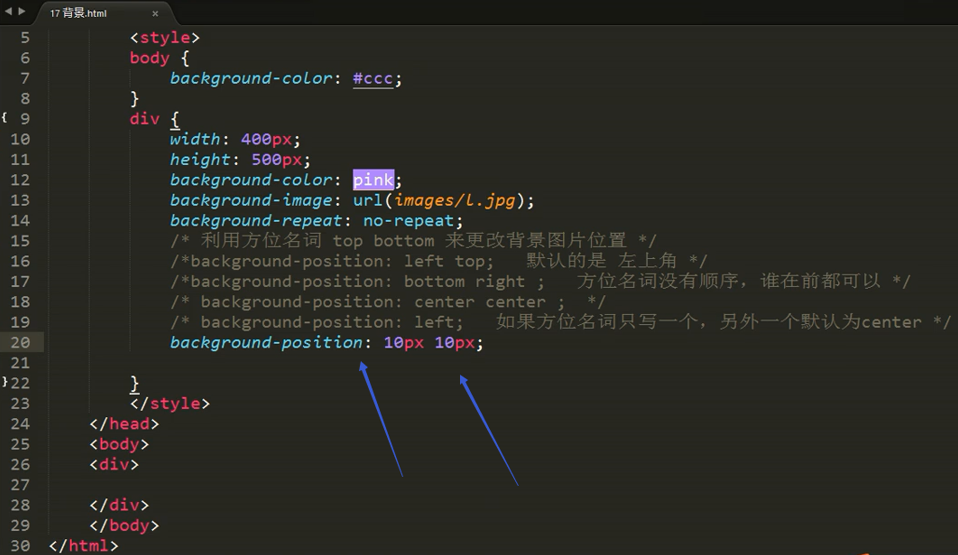 17 背景.html ×
5 <style>
6 body {
7 background-color: #ccc;
8 }
{ 9 div {
10 width: 400px;
11 height: 500px;
12 background-color: pink;
13 background-image: url(images/l.jpg);
14 background-repeat: no-repeat;
15 /* 利用方位名词 top bottom 来更改背景图片位置 */
16 /*background-position: left top; 默认的是 左上角 */
17 /*background-position: bottom right ; 方位名词没有顺序，谁在前都可以 */
18 /* background-position: center center ; */
19 /* background-position: left; 如果方位名词只写一个，另外一个默认为center */
20 background-position: 10px 10px;
21
}22 }
23 </style>
24 </head>
25 <body>
26 <div>
27
28 </div>
29 </body>
30 </html>